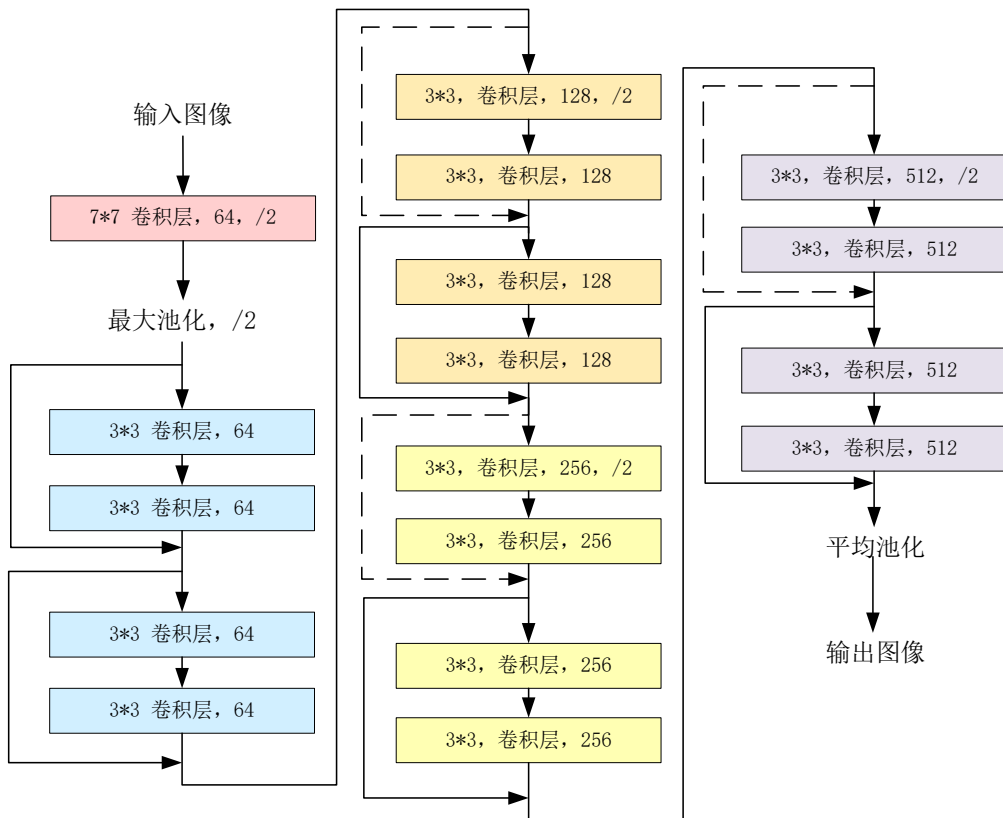 输入图像
7*7 卷积层, 64, /2
最大池化, /2
3*3 卷积层, 64
3*3 卷积层, 64
3*3 卷积层, 64
3*3 卷积层, 64
3*3, 卷积层, 128, /2
3*3, 卷积层, 128
3*3, 卷积层, 128
3*3, 卷积层, 128
3*3, 卷积层, 256, /2
3*3, 卷积层, 256
3*3, 卷积层, 256
3*3, 卷积层, 256
3*3, 卷积层, 512, /2
3*3, 卷积层, 512
3*3, 卷积层, 512
3*3, 卷积层, 512
平均池化
输出图像